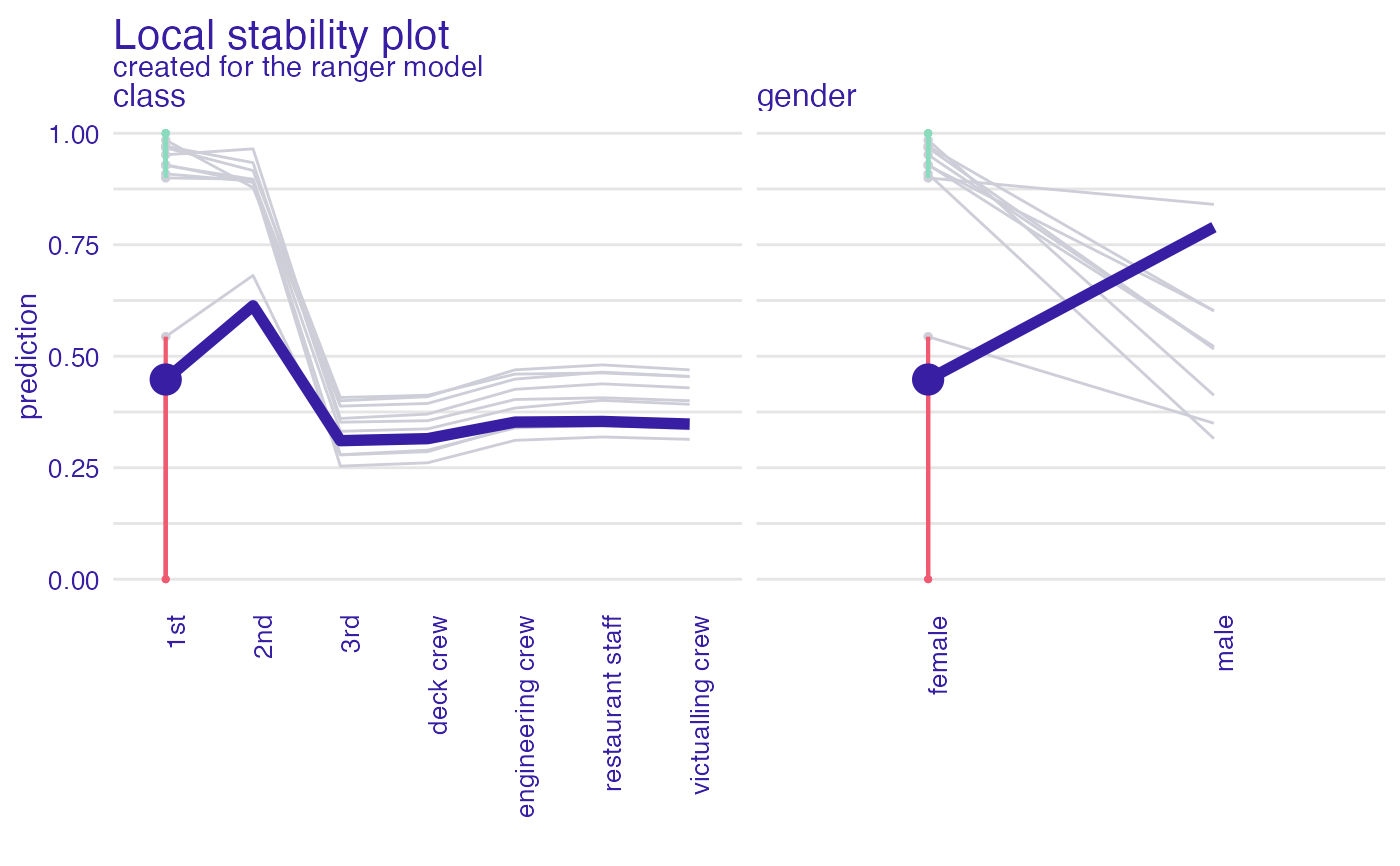 Local stability plot
created for the ranger model
class
gender
prediction
1.00
0.75
0.50
0.25
0.00
1st
2nd
3rd
deck crew
engineering crew
restaurant staff
victualling crew
female
male